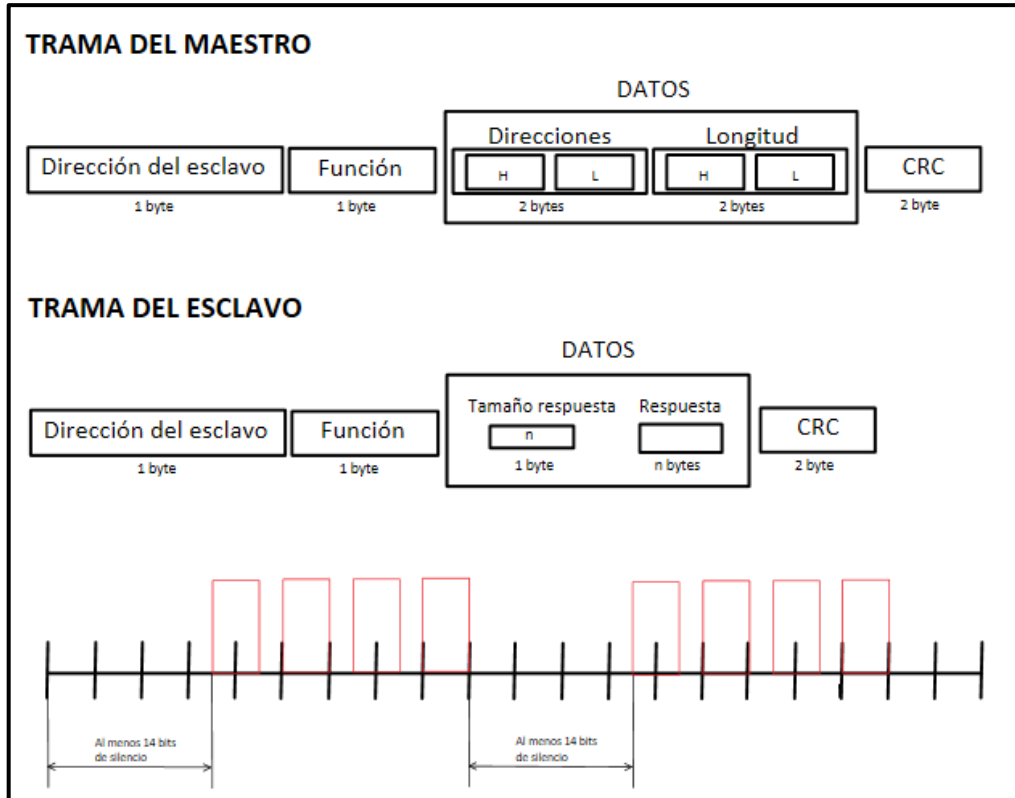 TRAMA DEL MAESTRO
DATOS
Direcciones Longitud
Dirección del esclavo Función H L H L CRC
1 byte 1 byte 2 bytes 2 bytes 2 byte
TRAMA DEL ESCLAVO
DATOS
Tamaño respuesta Respuesta
Dirección del esclavo Función n CRC
1 byte 1 byte 1 byte n bytes 2 byte
Al menos 14 bits Al menos 14 bits
de silencio de silencio